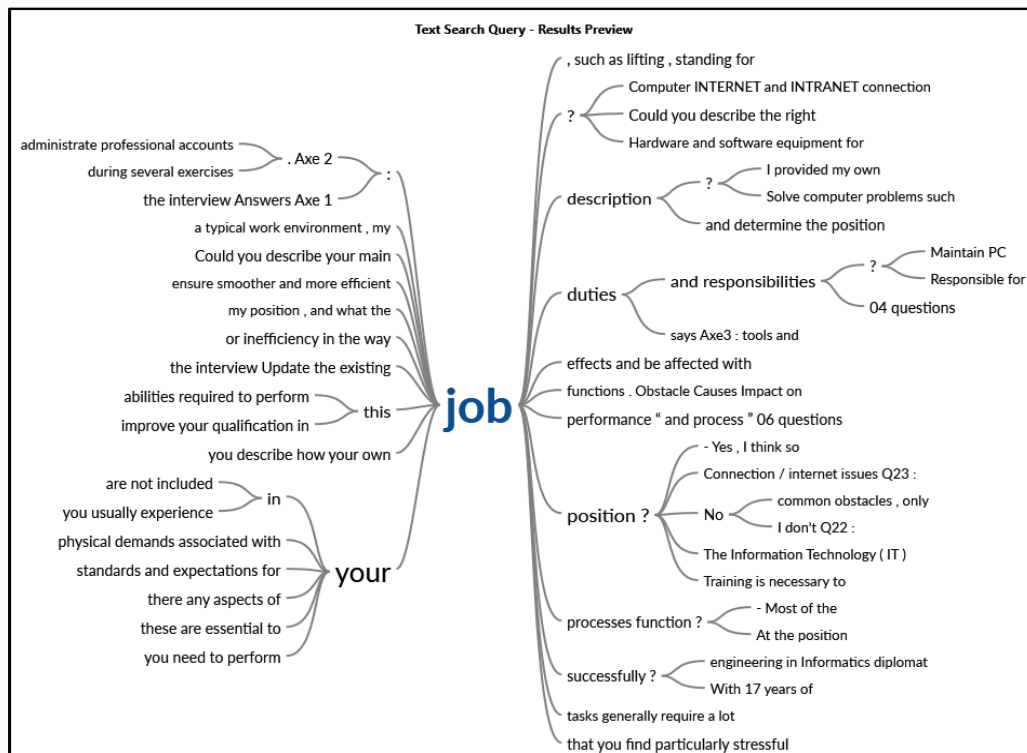 Text Search Query - Results Preview
administrate professional accounts
during several exercises
. Axe 2
the interview Answers Axe 1
:
a typical work environment , my
Could you describe your main
ensure smoother and more efficient
my position , and what the
or inefficiency in the way
the interview Update the existing
abilities required to perform
improve your qualification in
this
you describe how your own
are not included
you usually experience
in
physical demands associated with
standards and expectations for
there any aspects of
these are essential to
you need to perform
your
job
, such as lifting , standing for
?
Computer INTERNET and INTRANET connection
Could you describe the right
Hardware and software equipment for
description
?
I provided my own
Solve computer problems such
and determine the position
duties
and responsibilities
?
Maintain PC
Responsible for
04 questions
says Axe3 : tools and
effects and be affected with
functions . Obstacle Causes Impact on
performance “ and process ” 06 questions
position ?
- Yes , I think so
Connection / internet issues Q23 :
No
common obstacles , only
I don't Q22 :
The Information Technology ( IT )
Training is necessary to
processes function ?
- Most of the
At the position
successfully ?
engineering in Informatics diplomat
With 17 years of
tasks generally require a lot
that you find particularly stressful